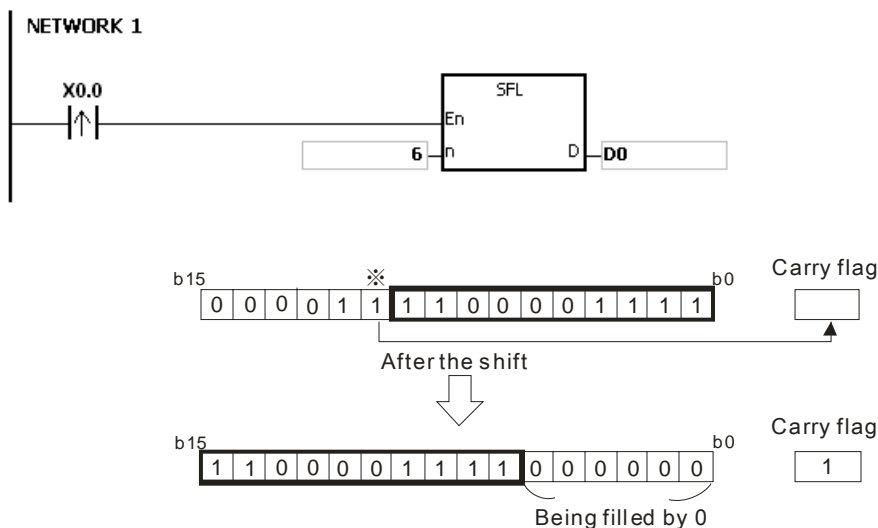 NETWORK 1
X0.0
SFL
En
6 n D D0
b15 ※ b0 Carry flag
0 0 0 0 1 1 1 1 0 0 0 0 1 1 1 1
After the shift
b15 b0 Carry flag
1 1 0 0 0 0 1 1 1 1 0 0 0 0 0 0 1
Being filled by 0